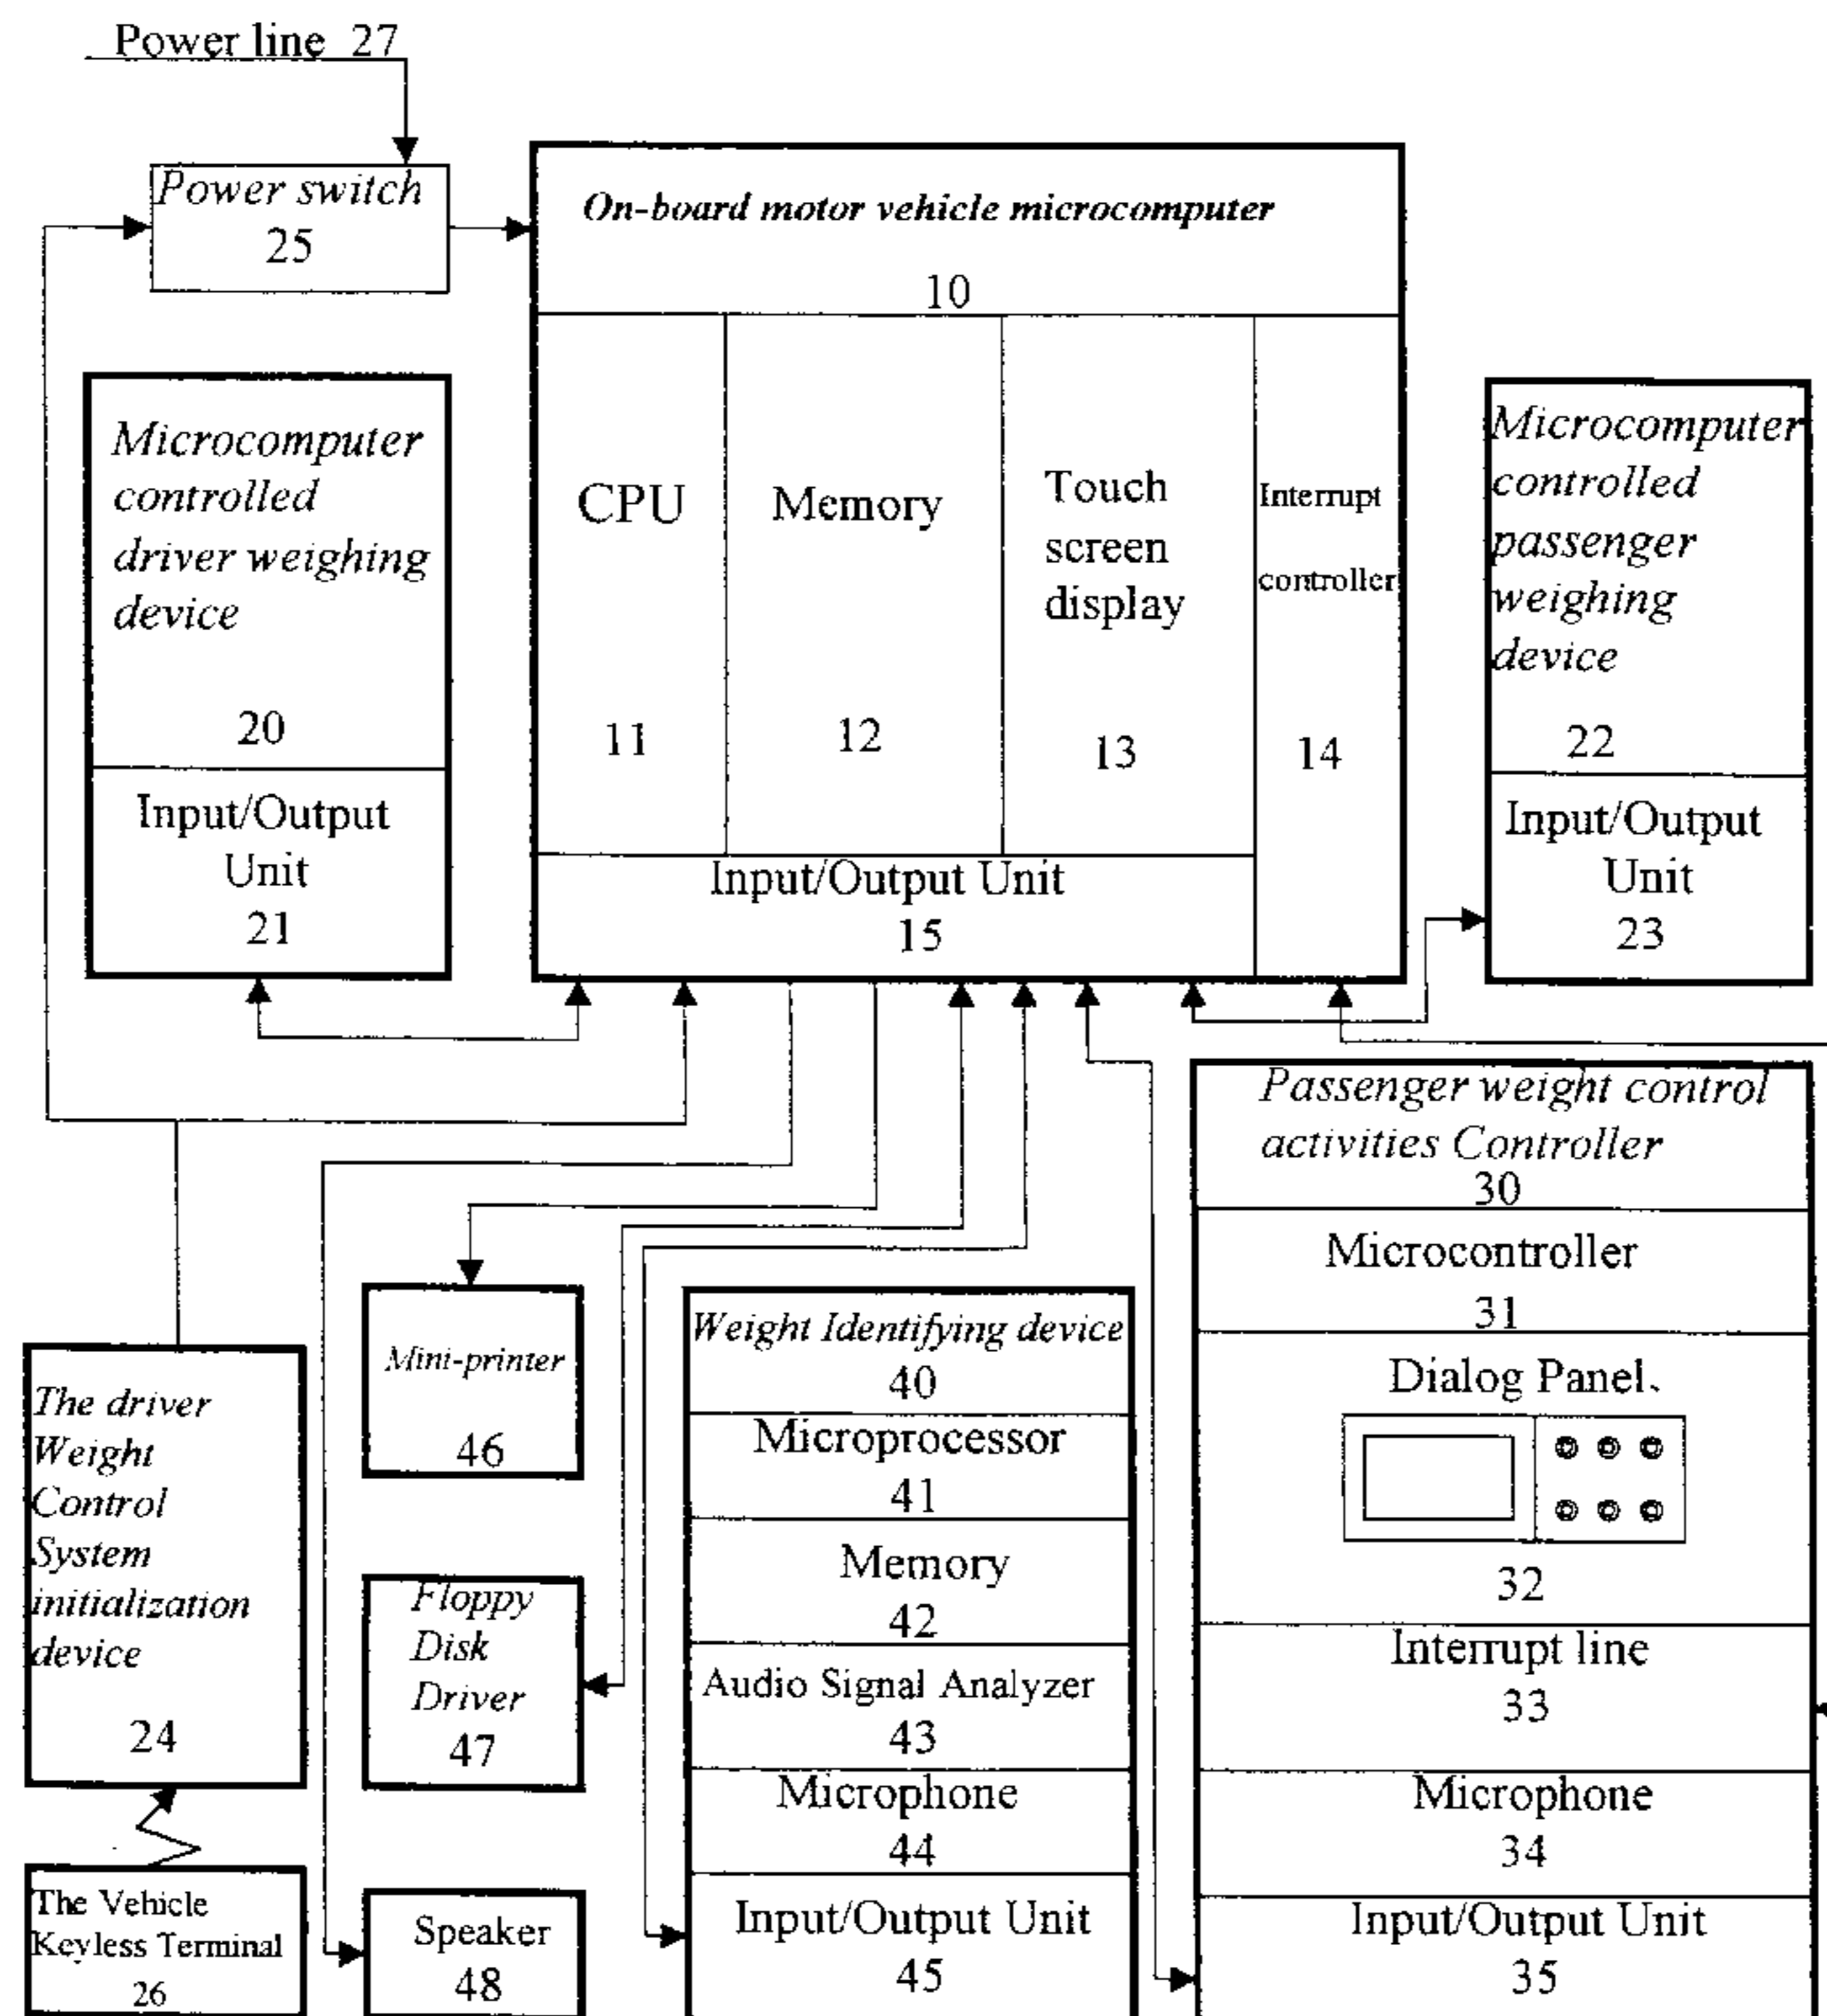 Power line 27
Power switch
25
On-board motor vehicle microcomputer
10
CPU
11
Memory
12
Touch
screen
display
13
Interrupt
controller
14
Input/Output Unit
15
Microcomputer
controlled
driver weighing
device
20
Input/Output
Unit
21
Microcomputer
controlled
passenger
weighing
device
22
Input/Output
Unit
23
Passenger weight control
activities Controller
30
Microcontroller
31
Dialog Panel.
32
Interrupt line
33
Microphone
34
Input/Output Unit
35
Weight Identifying device
40
Microprocessor
41
Memory
42
Audio Signal Analyzer
43
Microphone
44
Input/Output Unit
45
Mini-printer
46
Floppy
Disk
Driver
47
Speaker
48
The driver
Weight
Control
System
initialization
device
24
The Vehicle
Keyless Terminal
26